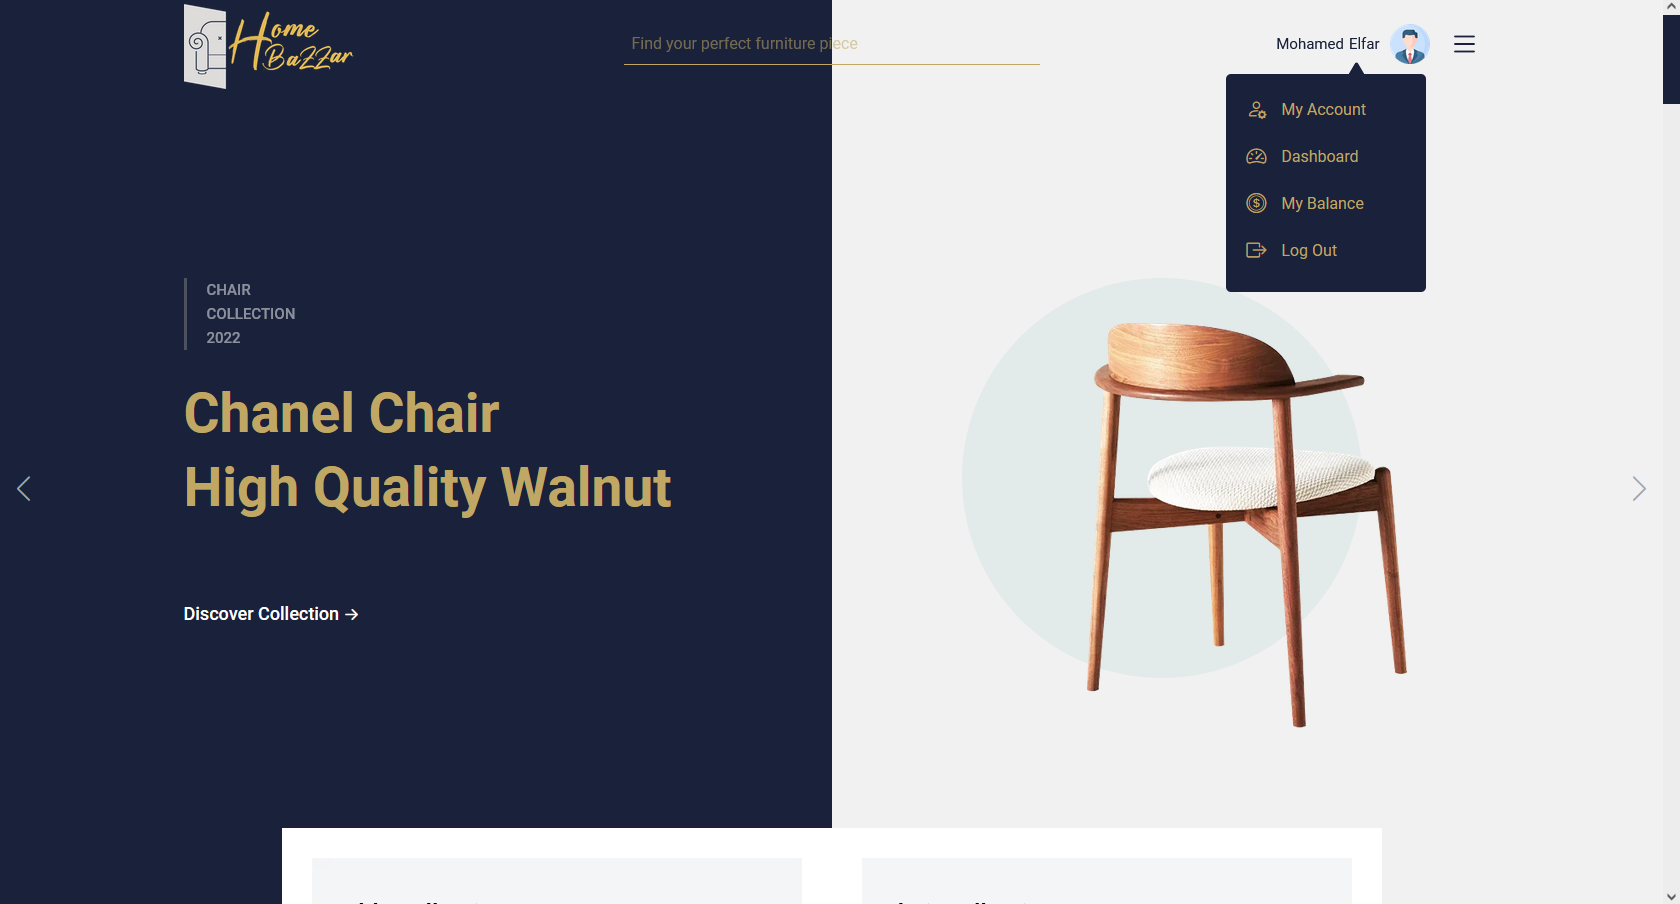 Home
BaZZar
Find your perfect furniture piece
Mohamed Elfar
My Account
Dashboard
My Balance
Log Out
CHAIR
COLLECTION
2022
Chanel Chair
High Quality Walnut
Discover Collection →